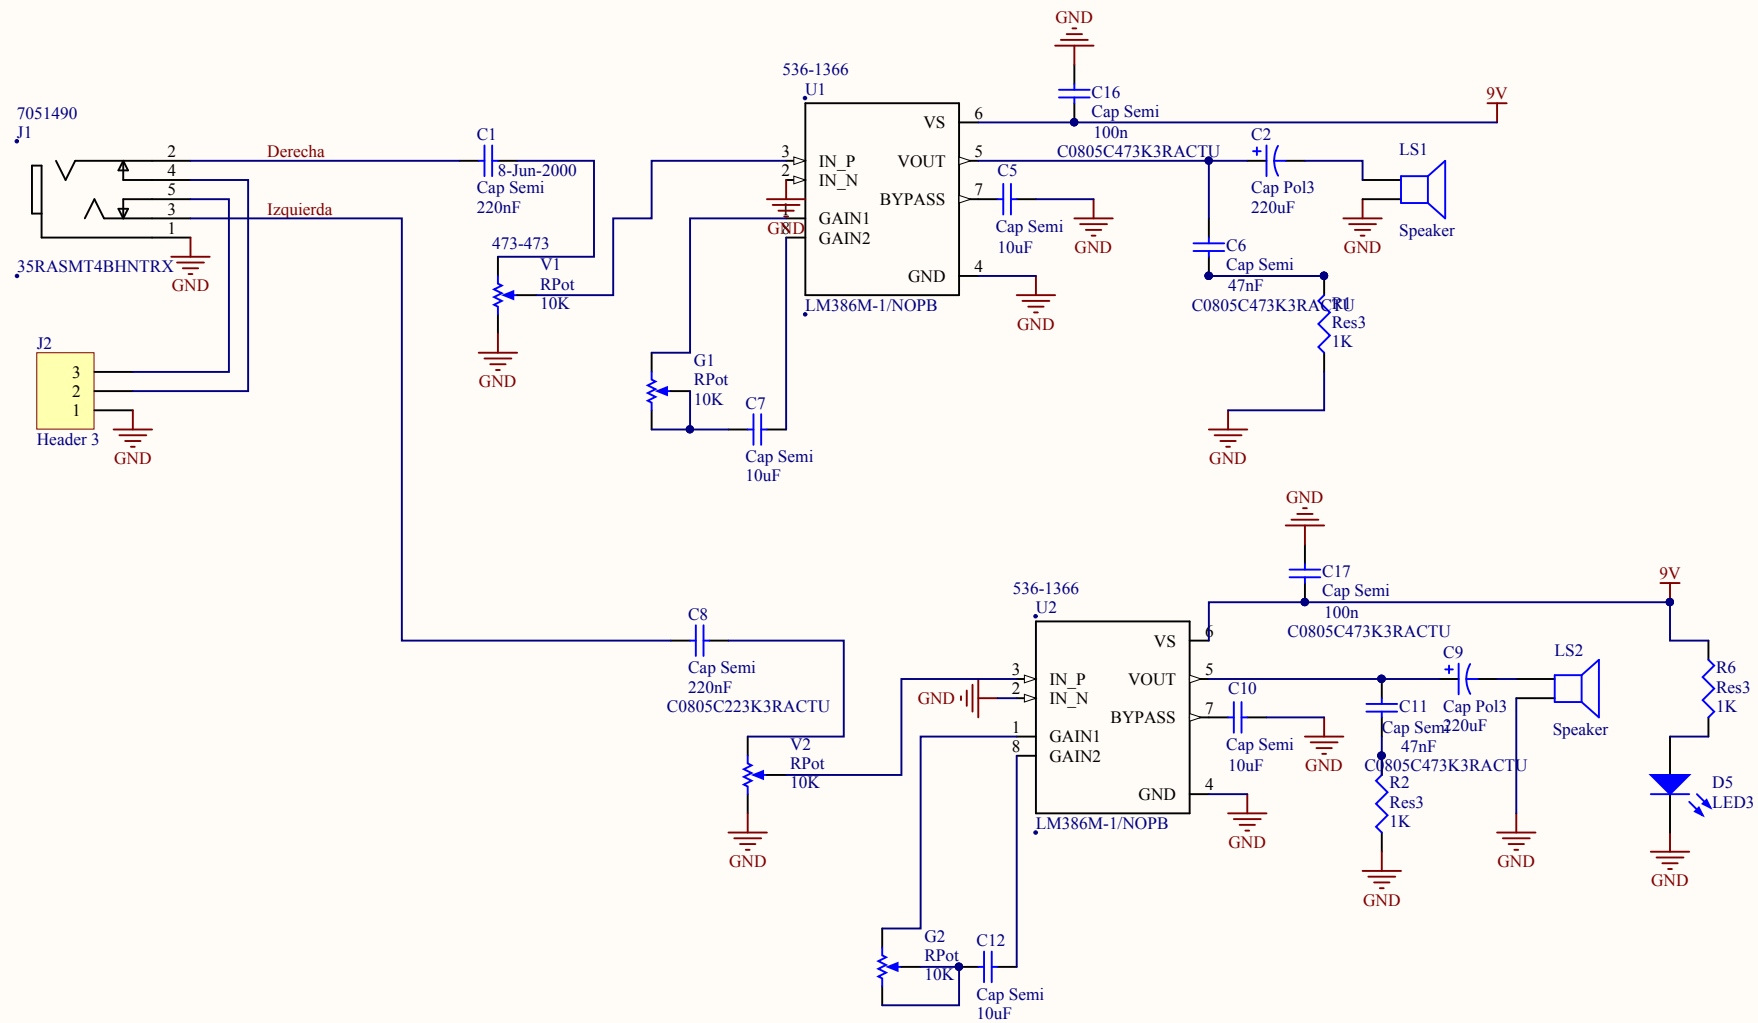 7051490
J1
2
4
5
3
1
Derecha
Izquierda
35RASMT4BHNTRX
GND
J2
3
2
1
Header 3
GND
C1
8-Jun-2000
Cap Semi
220nF
473-473
V1
RPot
10K
GND
536-1366
U1
3
2
8
IN_P
IN_N
GAIN1
GAIN2
VS
VOUT
BYPASS
GND
6
5
7
4
LM386M-1/NOPB
GND
G1
RPot
10K
C7
Cap Semi
10uF
GND
C16
Cap Semi
100n
C0805C473K3RACTU
9V
C5
Cap Semi
10uF
GND
GND
C2
Cap Pol3
220uF
LS1
Speaker
GND
C6
Cap Semi
47nF
C0805C473K3RACTU
Res3
1K
GND
C8
Cap Semi
220nF
C0805C223K3RACTU
V2
RPot
10K
GND
536-1366
U2
GND
3
2
1
8
IN_P
IN_N
GAIN1
GAIN2
VS
VOUT
BYPASS
GND
6
5
7
4
LM386M-1/NOPB
G2
RPot
10K
C12
Cap Semi
10uF
GND
C17
Cap Semi
100n
C0805C473K3RACTU
9V
C10
Cap Semi
10uF
GND
GND
C9
Cap Pol3
220uF
C11
Cap Semi
47nF
C0805C473K3RACTU
R2
Res3
1K
GND
LS2
Speaker
GND
R6
Res3
1K
D5
LED3
GND